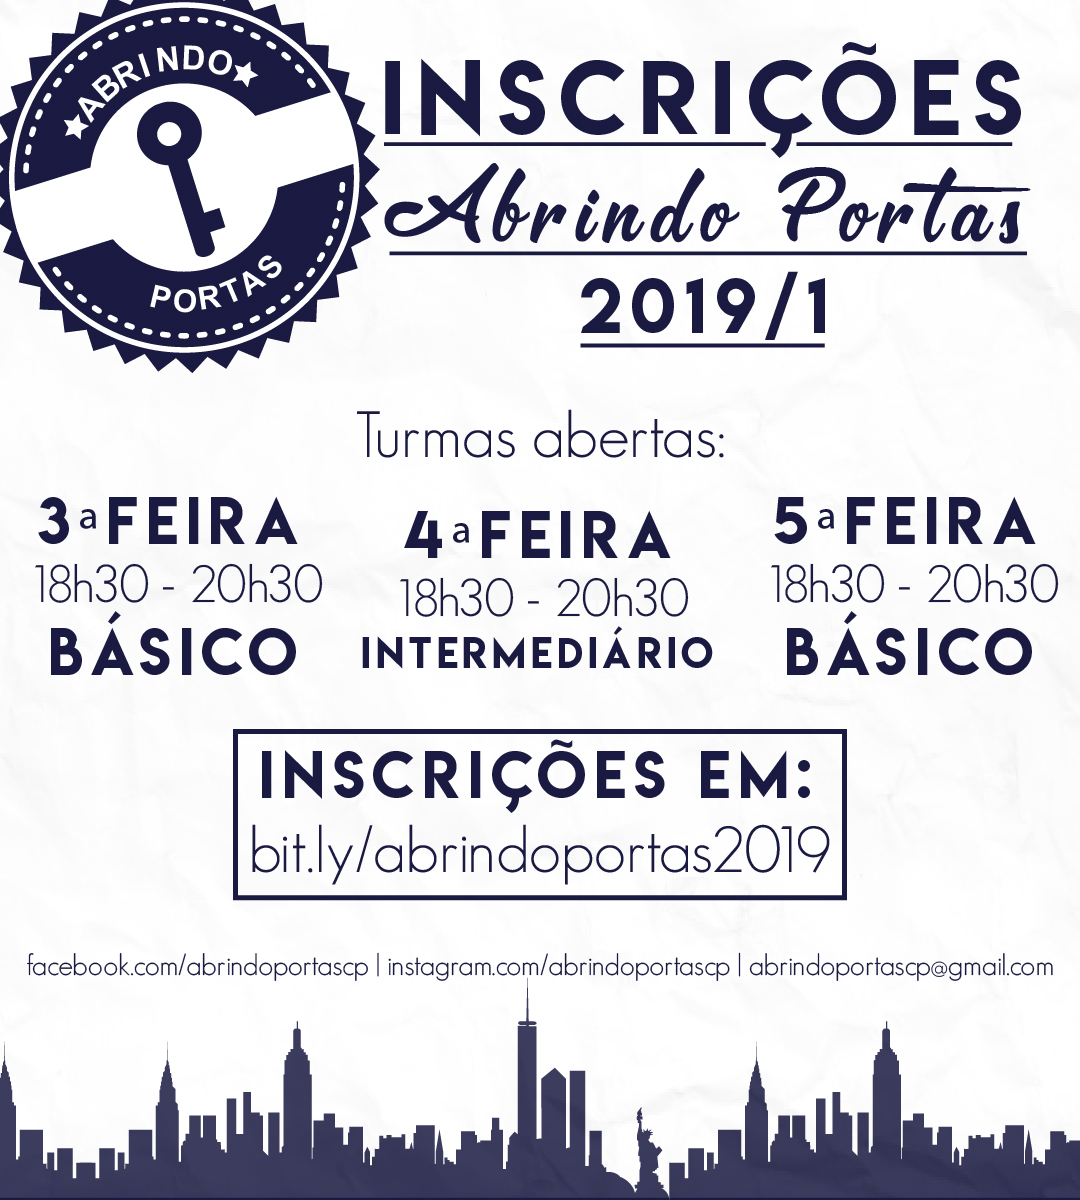 ABRINDO
PORTAS
INSCRIÇÕES
Abrindo Portas
2019/1
Turmas abertas:
3ª FEIRA
18h30 - 20h30
BÁSICO
4ª FEIRA
18h30 - 20h30
INTERMEDIÁRIO
5ª FEIRA
18h30 - 20h30
BÁSICO
INSCRIÇÕES EM:
bit.ly/abrindoportas2019
facebook.com/abrindoportascp | instagram.com/abrindoportascp | abrindoportascp@gmail.com